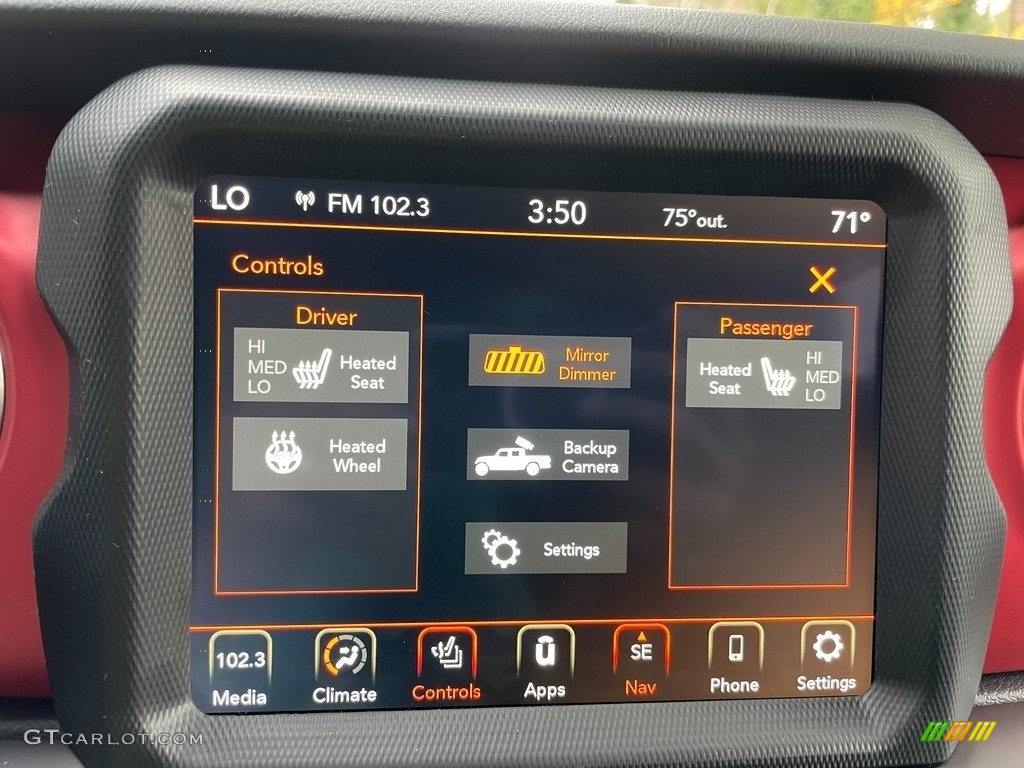 LO FM 102.3 3:50 75° out. 71°
Controls
Driver
Passenger
HI
MED
LO
Heated
Seat
Mirror
Dimmer
Heated
Seat
HI
MED
LO
Heated
Wheel
Backup
Camera
Settings
102.3
SE
Media Climate Controls Apps Nav Phone Settings
GTCARLOT.COM